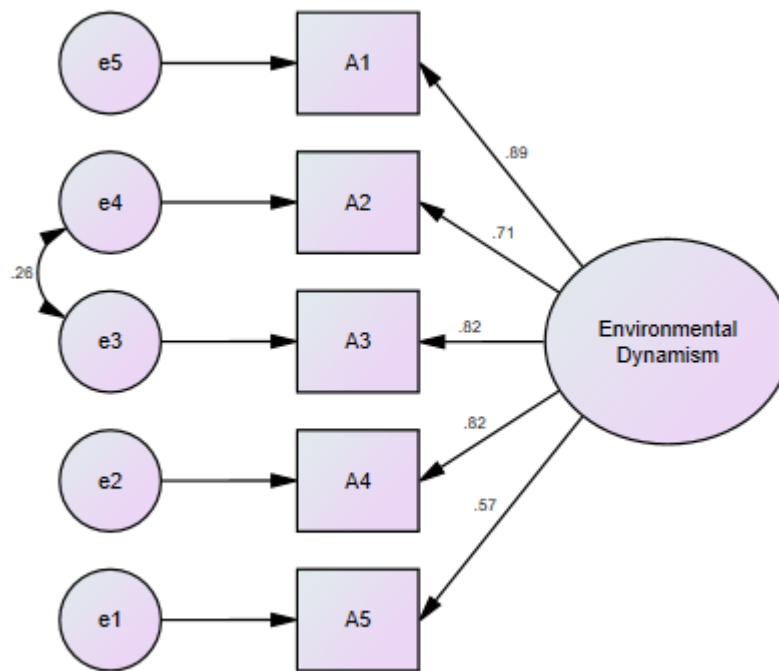 e5
A1
.89
e4
A2
.71
.26
e3
A3
.82
Environmental
Dynamism
e2
A4
.82
e1
A5
.57